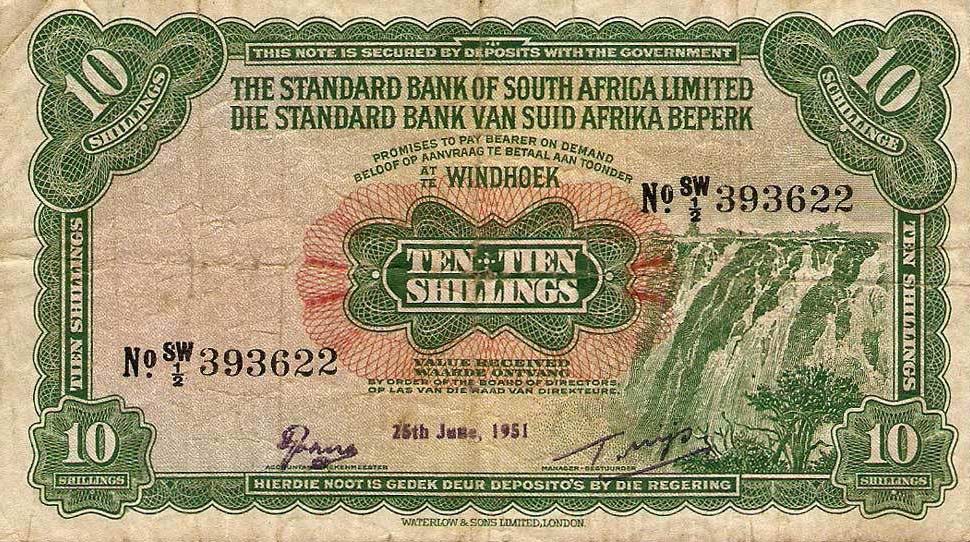 THIS NOTE IS SECURED BY DEPOSITS WITH THE GOVERNMENT
10
SHILLINGS
10
SHILLINGE
THE STANDARD BANK OF SOUTH AFRICA LIMITED
DIE STANDARD BANK VAN SUID AFRIKA BEPERK
PROMISES TO PAY BEARER ON DEMAND
BELOOF OP AANVRAAG TE BETAAL AAN TOONDER
AT/TE WINDHOEK
No. SW 1/2 393622
TEN TIEN
SHILLINGS
TEN SHILLINGS
TIEN SHILLINGS
No. SW 1/2 393622
VALUE RECEIVED
WAARDE ONTVANG
BY ORDER OF THE BOARD OF DIRECTORS,
OP LAS VAN DIE RAAD VAN DIREKTEURE.
25th June, 1951
MANAGER-BESTUURDER
10
SHILLINGS
10
SHILLINGS
HIERDIE NOOT IS GEDEK DEUR DEPOSITO'S BY DIE REGERING
WATERLOW & SONS LIMITED, LONDON.